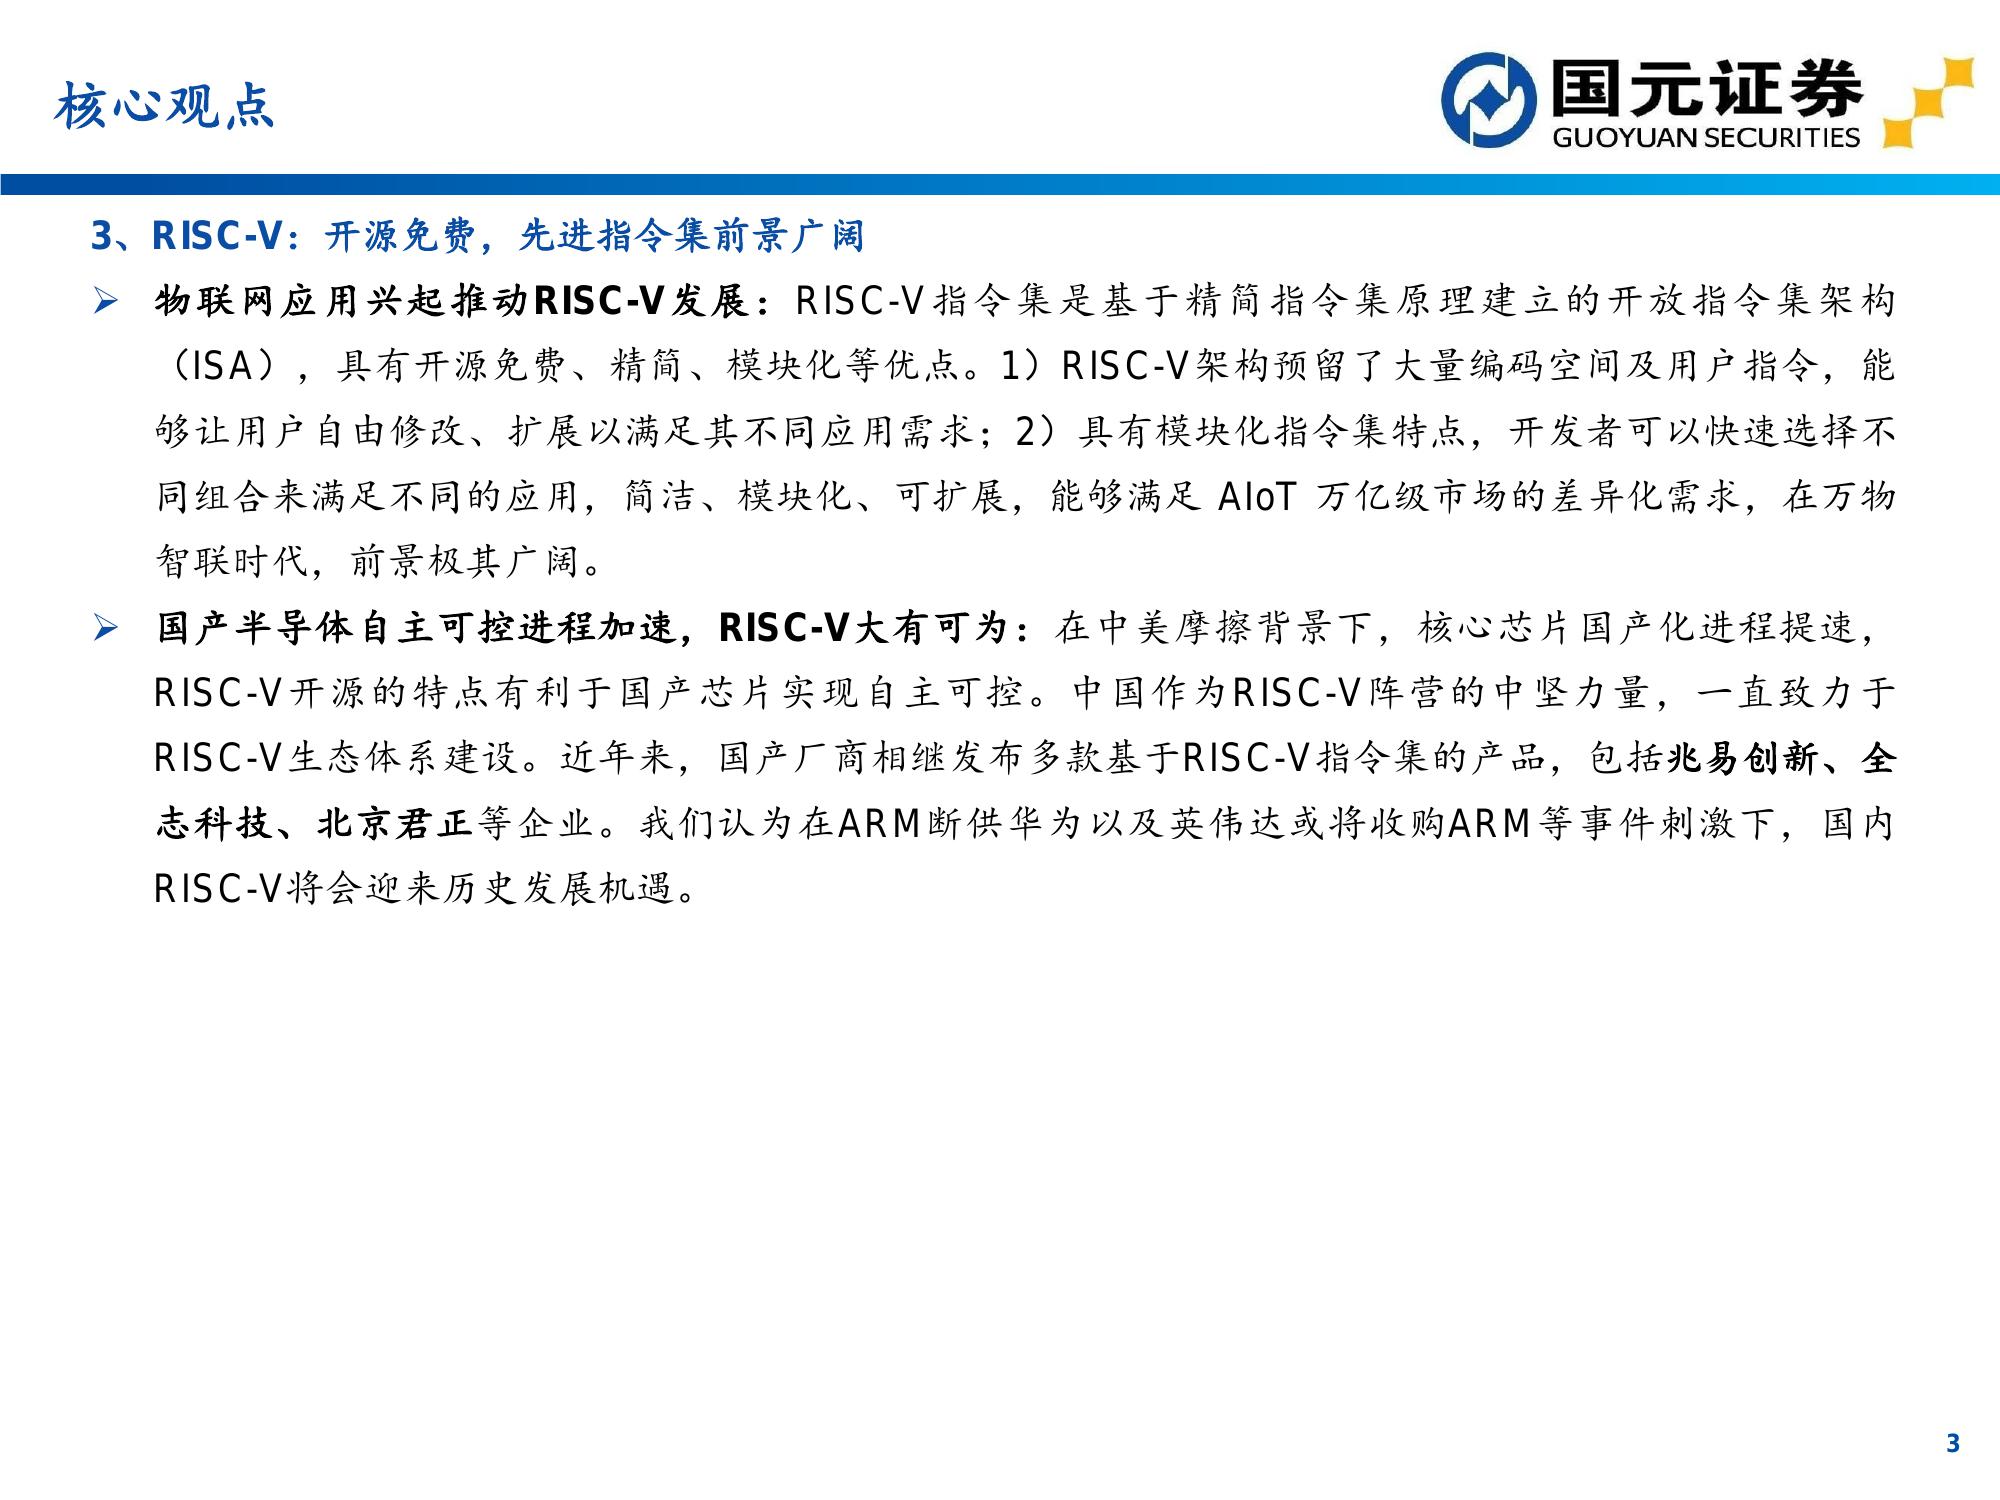 核心观点
国元证券
GUOYUAN SECURITIES
3、RISC-V：开源免费，先进指令集前景广阔
物联网应用兴起推动RISC-V发展：RISC-V指令集是基于精简指令集原理建立的开放指令集架构
（ISA），具有开源免费、精简、模块化等优点。1）RISC-V架构预留了大量编码空间及用户指令，能
够让用户自由修改、扩展以满足其不同应用需求；2）具有模块化指令集特点，开发者可以快速选择不
同组合来满足不同的应用，简洁、模块化、可扩展，能够满足 AIoT 万亿级市场的差异化需求，在万物
智联时代，前景极其广阔。
国产半导体自主可控进程加速，RISC-V大有可为：在中美摩擦背景下，核心芯片国产化进程提速，
RISC-V开源的特点有利于国产芯片实现自主可控。中国作为RISC-V阵营的中坚力量，一直致力于
RISC-V生态体系建设。近年来，国产厂商相继发布多款基于RISC-V指令集的产品，包括兆易创新、全
志科技、北京君正等企业。我们认为在ARM断供华为以及英伟达或将收购ARM等事件刺激下，国内
RISC-V将会迎来历史发展机遇。
3